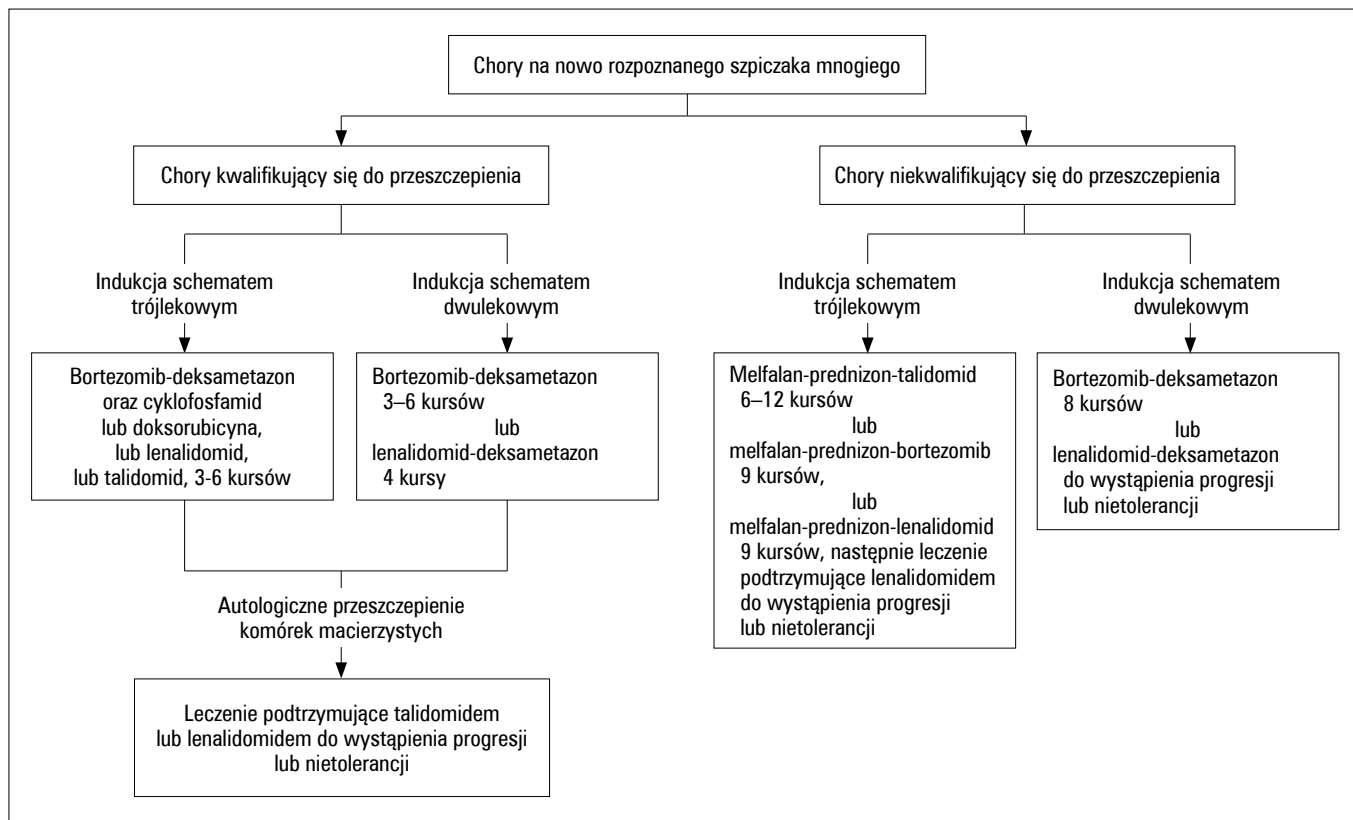 Chory na nowo rozpoznanego szpiczaka mnogiego
Chory kwalifikujący się do przeszczepienia
Chory niekwalifikujący się do przeszczepienia
Indukcja schematem
trójlekowym
Indukcja schematem
dwulekowym
Indukcja schematem
trójlekowym
Indukcja schematem
dwulekowym
Bortezomib-deksametazon
oraz cyklofosfamid
lub doksorubicyna,
lub lenalidomid,
lub talidomid, 3-6 kursów
Bortezomib-deksametazon
3–6 kursów
lub
lenalidomid-deksametazon
4 kursy
Melfalan-prednizon-talidomid
6–12 kursów
lub
melfalan-prednizon-bortezomib
9 kursów,
lub
melfalan-prednizon-lenalidomid
9 kursów, następnie leczenie
podtrzymujące lenalidomidem
do wystąpienia progresji
lub nietolerancji
Bortezomib-deksametazon
8 kursów
lub
lenalidomid-deksametazon
do wystąpienia progresji
lub nietolerancji
Autologiczne przeszczepienie
komórek macierzystych
Leczenie podtrzymujące talidomidem
lub lenalidomidem do wystąpienia progresji
lub nietolerancji